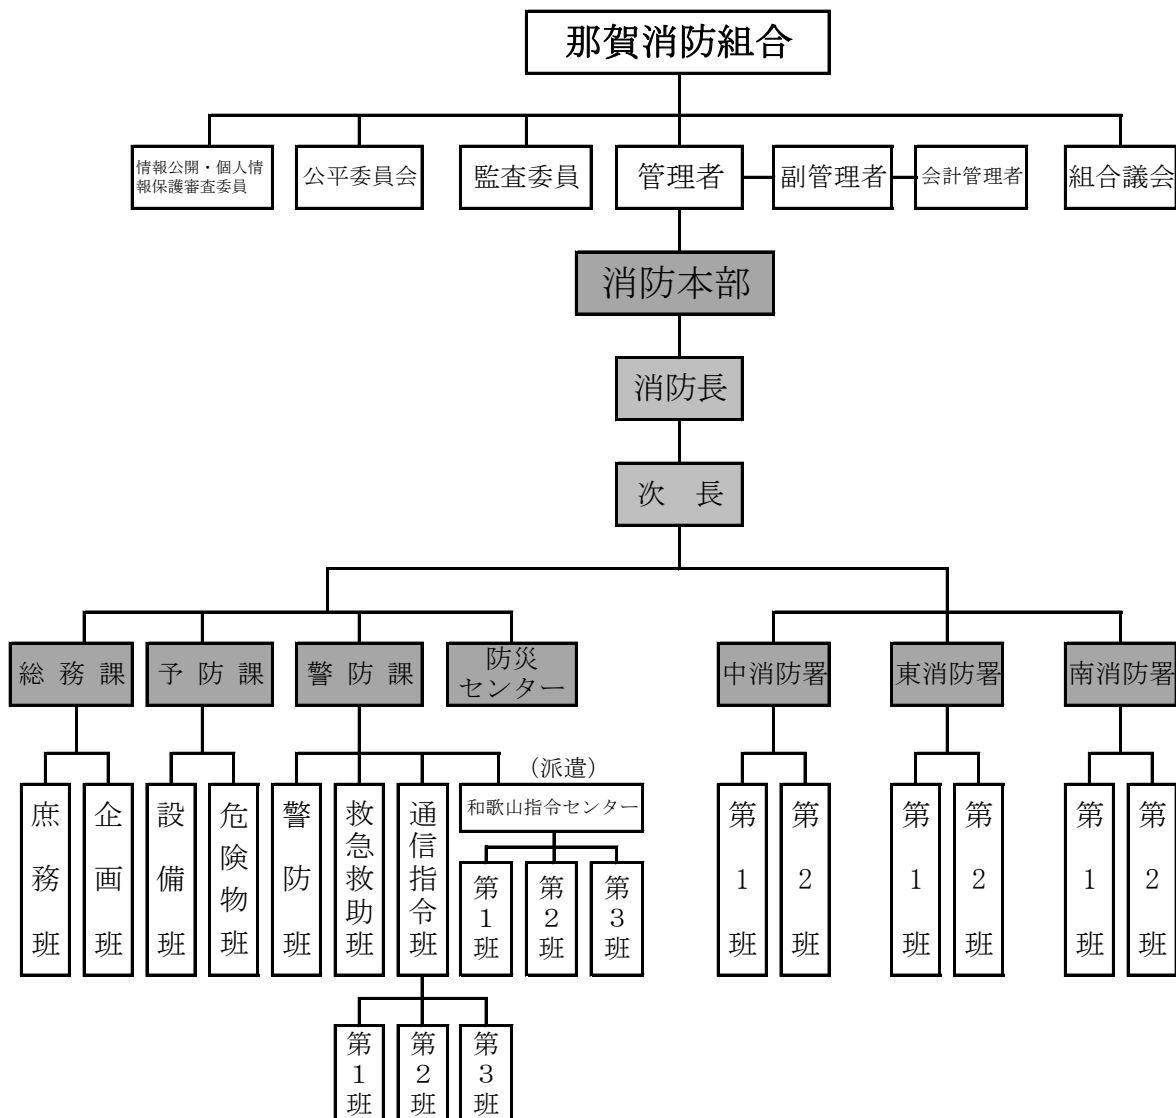 那賀消防組合
情報公開・個人情
報保護審査委員
公平委員会
監査委員
管理者
副管理者
会計管理者
組合議会
消防本部
消防長
次　長
総 務 課
予 防 課
警 防 課
防災
センター
中消防署
東消防署
南消防署
庶務班
企画班
設備班
危険物班
警防班
救急救助班
通信指令班
（派遣）
和歌山指令センター
第１班
第２班
第３班
第１班
第２班
第１班
第２班
第１班
第２班
第１班
第２班
第３班